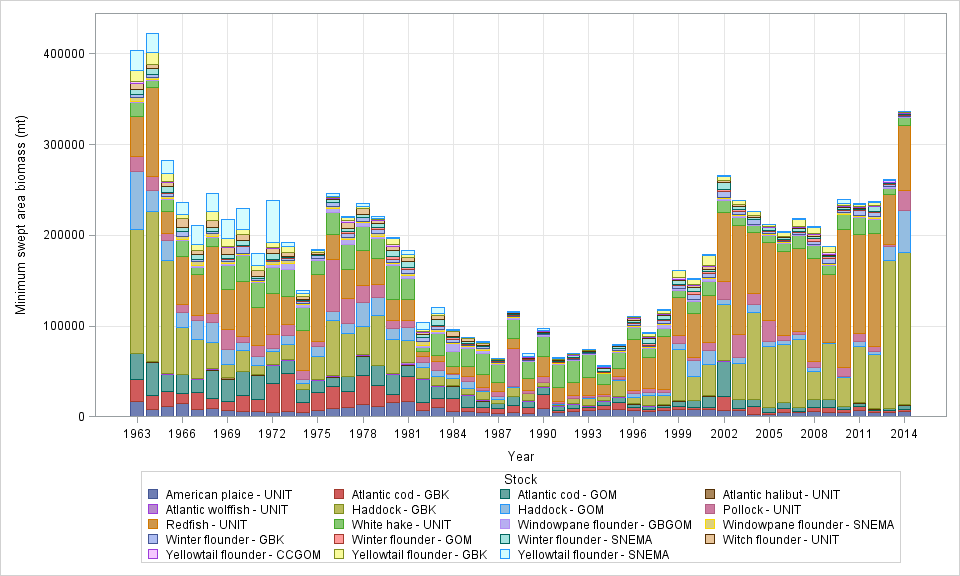 Minimum swept area biomass (mt)
400000
300000
200000
100000
0
1963 1966 1969 1972 1975 1978 1981 1984 1987 1990 1993 1996 1999 2002 2005 2008 2011 2014
Year
Stock
American plaice - UNIT Atlantic cod - GBK Atlantic cod - GOM Atlantic halibut - UNIT
Atlantic wolffish - UNIT Haddock - GBK Haddock - GOM Pollock - UNIT
Redfish - UNIT White hake - UNIT Windowpane flounder - GBGOM Windowpane flounder - SNEMA
Winter flounder - GBK Winter flounder - GOM Winter flounder - SNEMA Witch flounder - UNIT
Yellowtail flounder - CCGOM Yellowtail flounder - GBK Yellowtail flounder - SNEMA